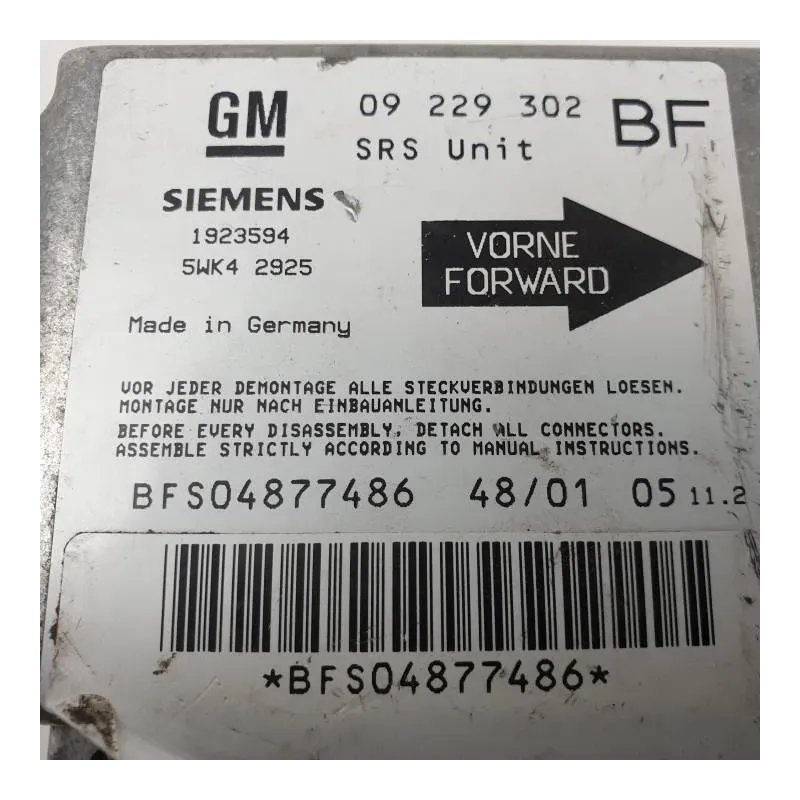 GM 09 229 302 BF
SRS Unit
SIEMENS
1923594
5WK4 2925
VORNE
FORWARD
Made in Germany
VOR JEDER DEMONTAGE ALLE STECKVERBINDUNGEN LOESEN.
MONTAGE NUR NACH EINBAUANLEITUNG.
BEFORE EVERY DISASSEMBLY, DETACH ALL CONNECTORS.
ASSEMBLE STRICTLY ACCORDING TO MANUAL INSTRUCTIONS.
BFS04877486 48/01 05 11.2
*BFS04877486*